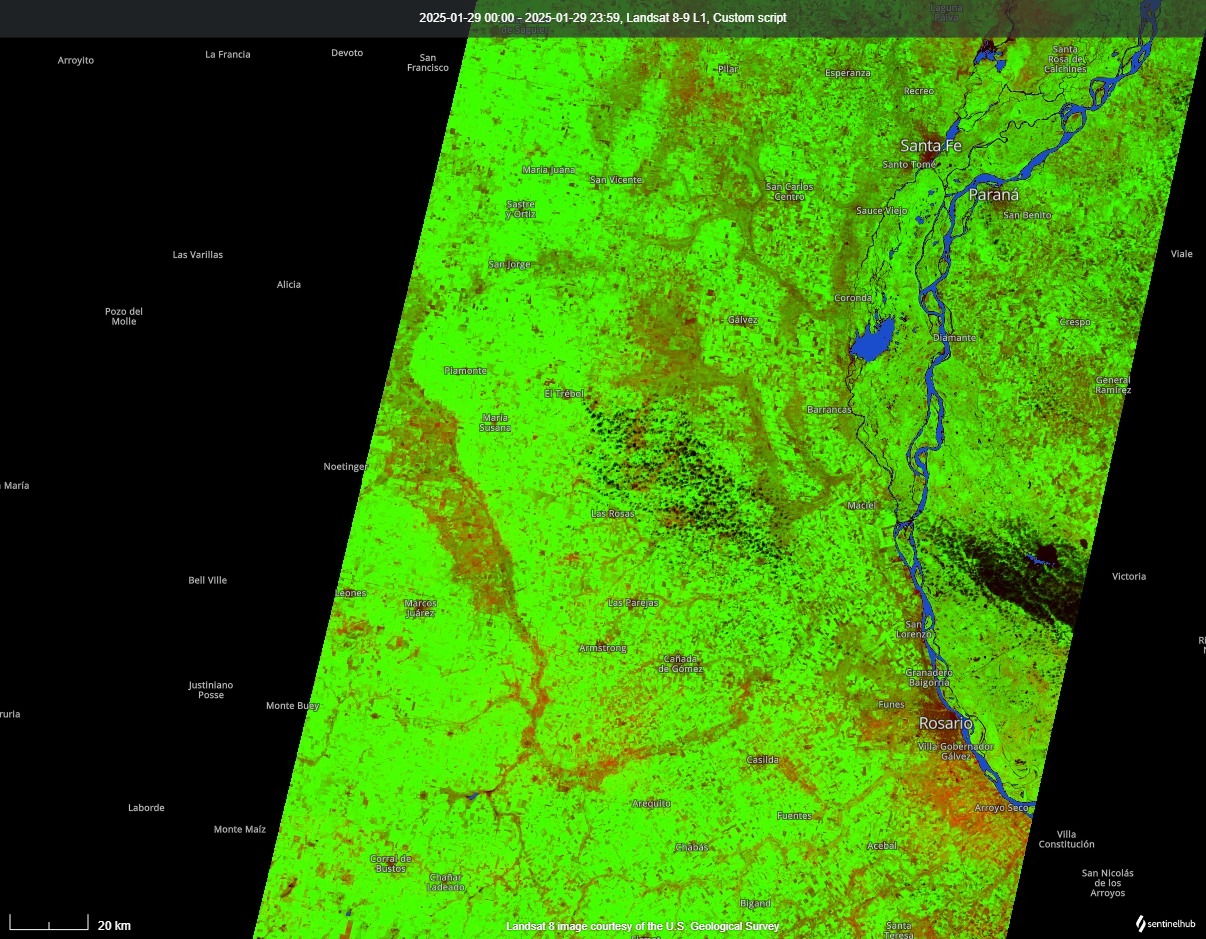 2025-01-29 00:00 - 2025-01-29 23:59, Landsat 8-9 L1, Custom script
Laguna
Paiva
Arroyito
La Francia
Devoto
San
Francisco
Pilar
Esperanza
Santa
Rosa de
Calchines
Recreo
Santa Fe
Santo Tomé
María Juana
San Vicente
San Carlos
Centro
Paraná
Sastre
y Ortiz
Sauce Viejo
San Benito
Las Varillas
Viale
San Jorge
Alicia
Coronda
Pozo del
Molle
Gálvez
Crespo
Diamante
Piamonte
General
Ramírez
El Trébol
Barrancas
María
Susana
Noetinger
María
Maciel
Las Rosas
Bell Ville
Victoria
Leones
Marcos
Juárez
Las Parejas
San
Lorenzo
Armstrong
Cañada
de Gómez
Granadero
Baigorria
Justiniano
Posse
Monte Buey
Funes
Rosario
Villa Gobernador
Gálvez
Casilda
Laborde
Arequito
Arroyo Seco
Fuentes
Monte Maíz
Villa
Constitución
Chabás
Acebal
Corral de
Bustos
Chañar
Ladeado
San Nicolás
de los
Arroyos
Bigand
20 km
Landsat 8 image courtesy of the U.S. Geological Survey
Santa
Teresa
sentinelhub